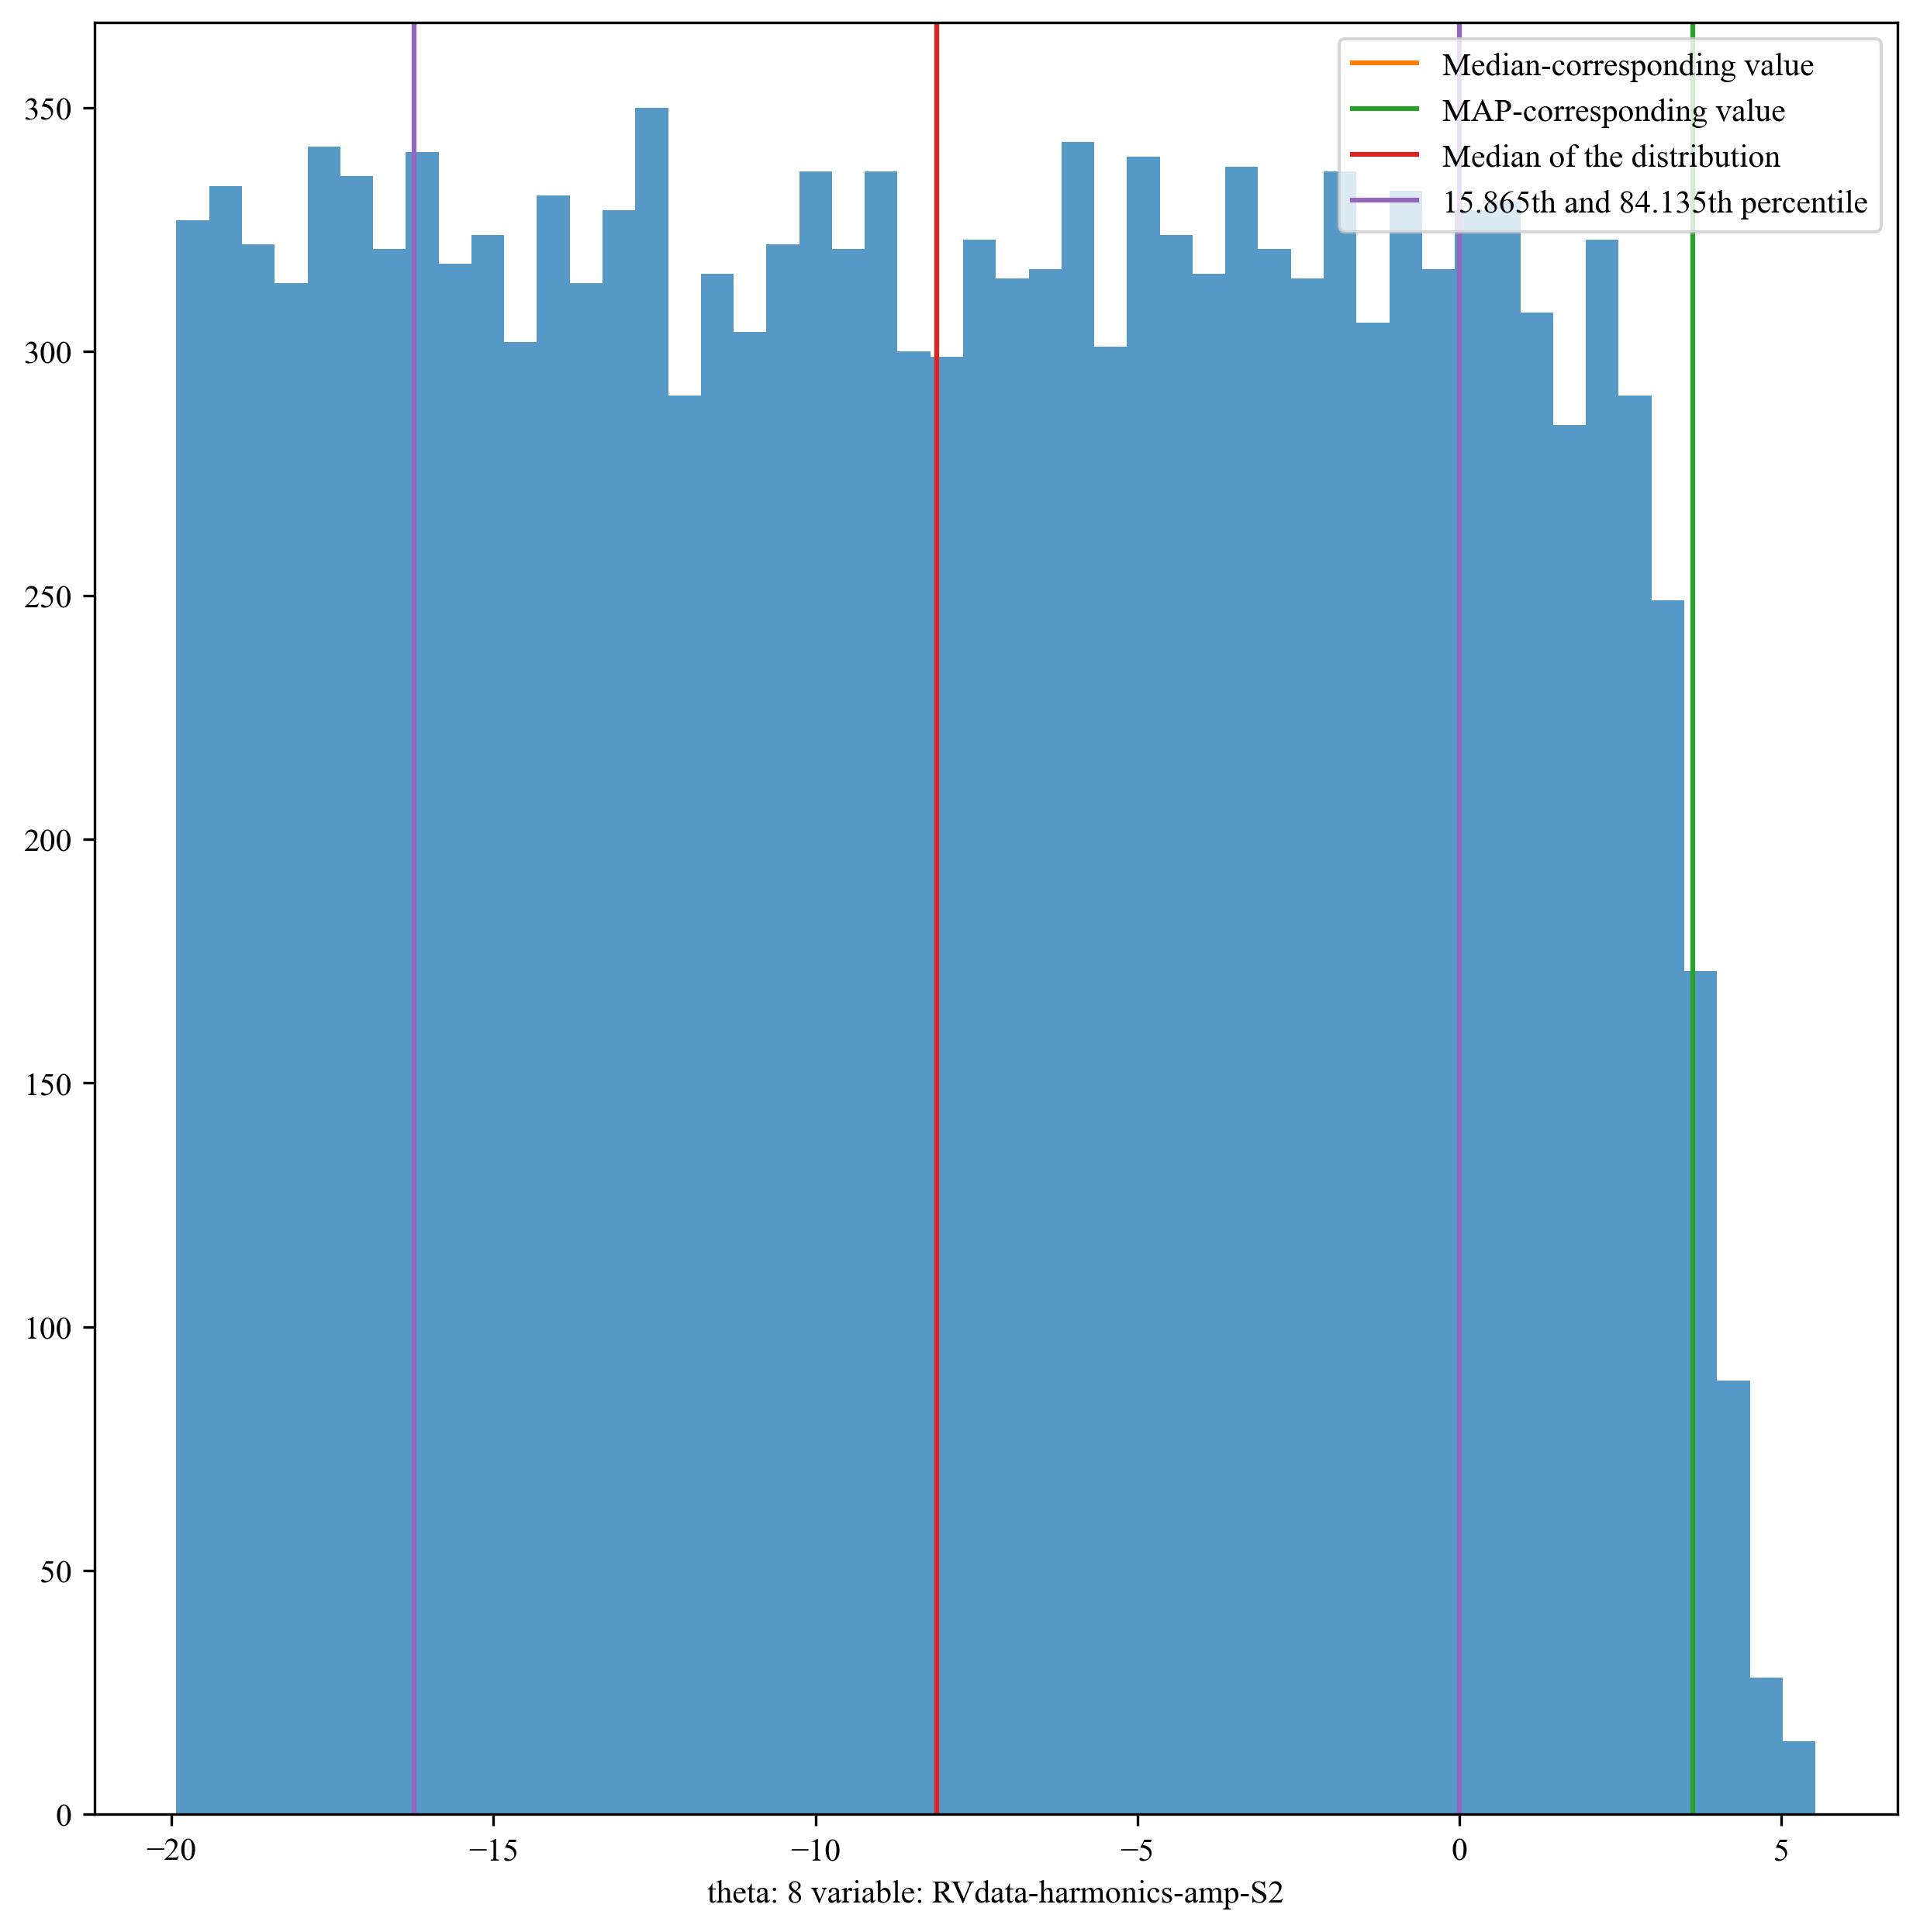 Median-corresponding value
MAP-corresponding value
Median of the distribution
15.865th and 84.135th percentile
350
300
250
200
150
100
50
0
−20 −15 −10 −5 0 5
theta: 8 variable: RVdata-harmonics-amp-S2